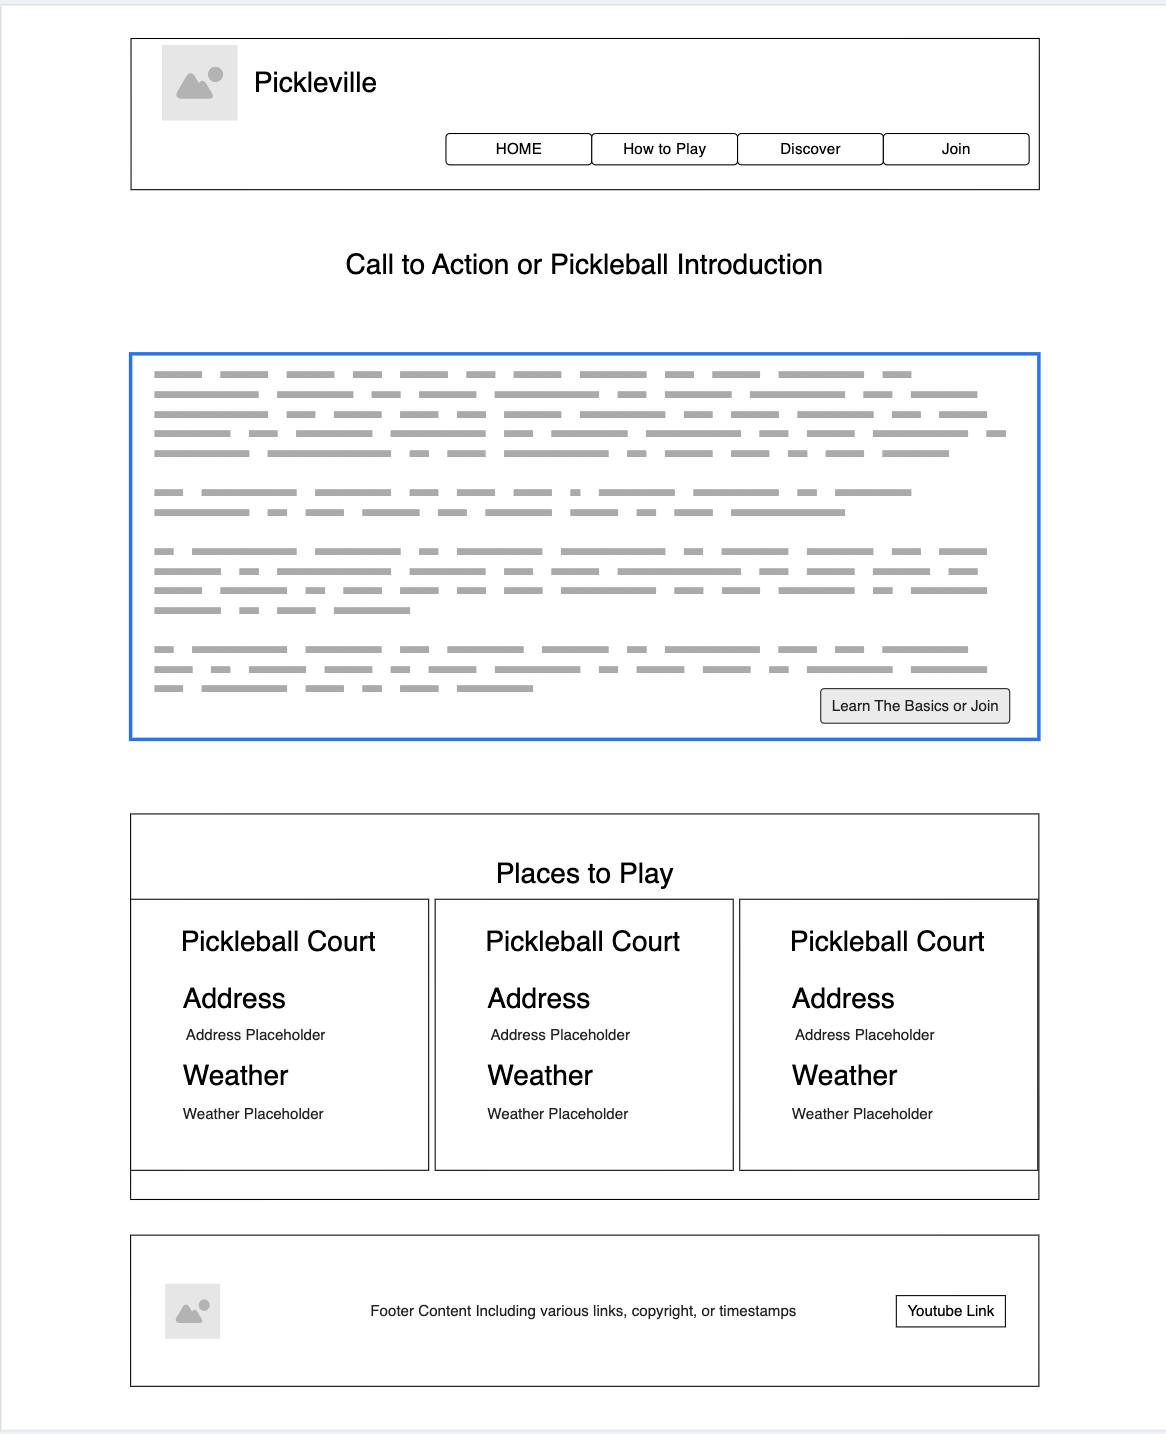 Pickleville
HOME How to Play Discover Join
Call to Action or Pickleball Introduction
Learn The Basics or Join
Places to Play
Pickleball Court
Address
Address Placeholder
Weather
Weather Placeholder
Pickleball Court
Address
Address Placeholder
Weather
Weather Placeholder
Pickleball Court
Address
Address Placeholder
Weather
Weather Placeholder
Footer Content Including various links, copyright, or timestamps
Youtube Link